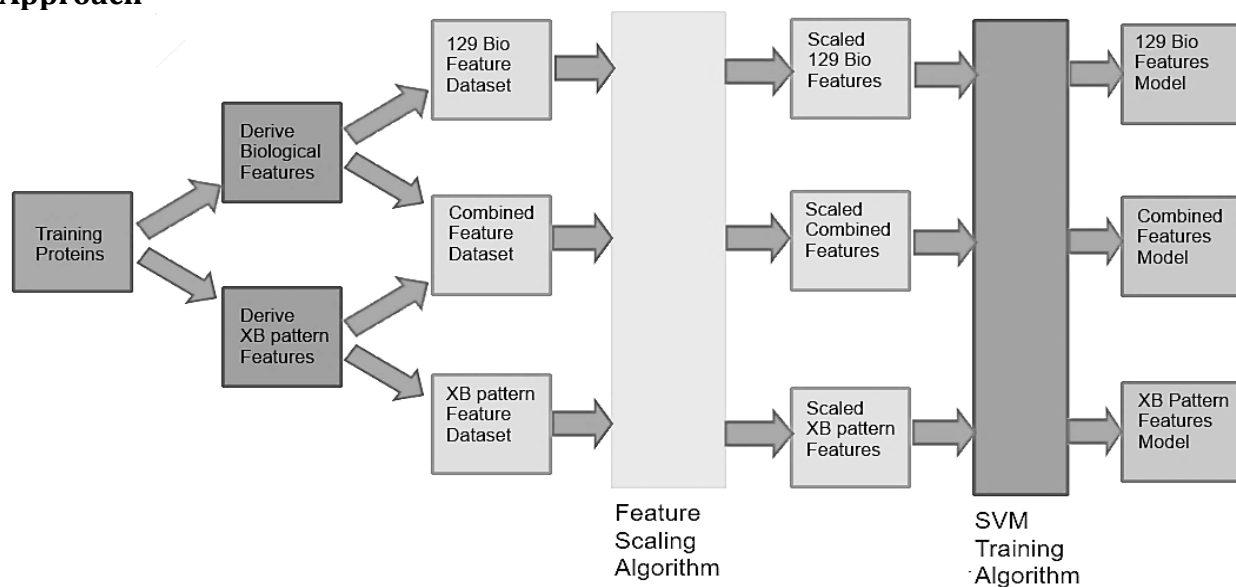 Approach
129 Bio
Feature
Dataset
Scaled
129 Bio
Features
129 Bio
Features
Model
Derive
Biological
Features
Training
Proteins
Combined
Feature
Dataset
Scaled
Combined
Features
Combined
Features
Model
Derive
XB pattern
Features
XB pattern
Feature
Dataset
Scaled
XB pattern
Features
XB Pattern
Features
Model
Feature
Scaling
Algorithm
SVM
Training
Algorithm